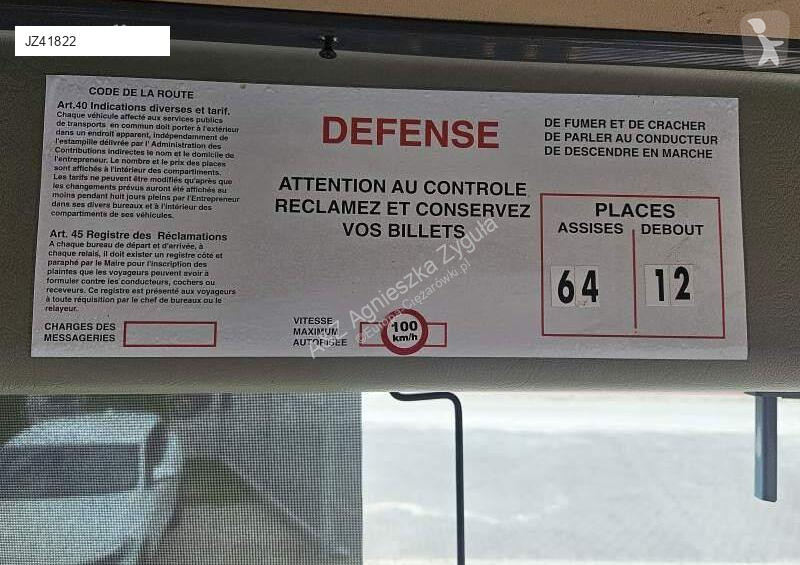 JZ41822
CODE DE LA ROUTE
Art.40 Indications diverses et tarif.
Chaque véhicule affecté aux services publics
de transports en commun doit porter à l'extérieur
dans un endroit apparent, indépendamment de
l'estampille délivrée par l' Administration des
Contributions indirectes le nom et le domicile de
l'entrepreneur. Le nombre et le prix des places
sont affichés à l'intérieur des compartiments.
Les tarifs ne peuvent être modifiés qu'après que
les changements prévus auront été affichés au
moins pendant huit jours pleins par l'Entrepreneur
dans ses divers bureaux et à l'intérieur des
compartiments de ses véhicules.
Art. 45 Registre des Réclamations
A chaque bureau de départ et d'arrivée, à
chaque relais, il doit exister un registre côté et
paraphé par le Maire pour l'inscription des
plaintes que les voyageurs peuvent avoir à
formuler contre les conducteurs, cochers ou
receveurs. Ce registre est présenté aux voyageurs
à toute réquisition par le chef de bureau ou le
relayeur.
CHARGES DES
MESSAGERIES
DEFENSE
DE FUMER ET DE CRACHER
DE PARLER AU CONDUCTEUR
DE DESCENDRE EN MARCHE
ATTENTION AU CONTROLE
RECLAMEZ ET CONSERVEZ
VOS BILLETS
VITESSE
MAXIMUM
AUTORISEE
100
km/h
PLACES
ASSISES DEBOUT
64 12
Agnieszka Zyguła
©Europa-Ciężarówki.pl